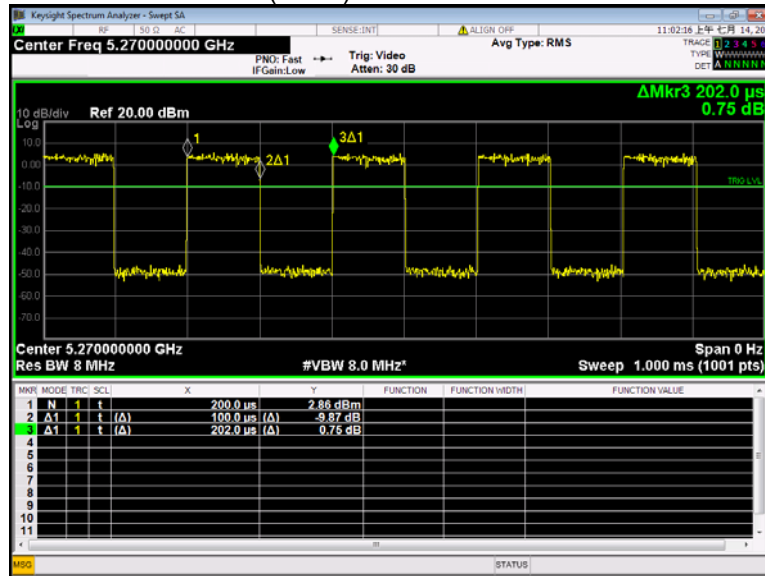 Keysight Spectrum Analyzer - Swept SA
RF 50 Ω AC SENSE:INT ALIGN OFF 11:02:16 上午 七月 14, 20
Center Freq 5.270000000 GHz Avg Type: RMS TRACE 1 2 3 4 5
PNO: Fast Trig: Video TYPE
IFGain:Low Atten: 30 dB DET A N N N N
ΔMkr3 202.0 µs
0.75 dB
10 dB/div Ref 20.00 dBm
Log
10.0
1
3Δ1
0.00
2Δ1
-10.0
TRIG LVL
-20.0
-30.0
-40.0
-50.0
-60.0
-70.0
Center 5.270000000 GHz Span 0 Hz
Res BW 8 MHz #VBW 8.0 MHz* Sweep 1.000 ms (1001 pts)
MKR MODE TRC SCL X Y FUNCTION FUNCTION WIDTH FUNCTION VALUE
1 N 1 t 200.0 µs 2.86 dBm
2 Δ1 1 t (Δ) 100.0 µs (Δ) -9.87 dB
3 Δ1 1 t (Δ) 202.0 µs (Δ) 0.75 dB
4
5
6
7
8
9
10
11
MSG STATUS